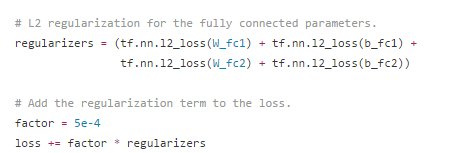 # L2 regularization for the fully connected parameters.
regularizers = (tf.nn.l2_loss(W_fc1) + tf.nn.l2_loss(b_fc1) +
                tf.nn.l2_loss(W_fc2) + tf.nn.l2_loss(b_fc2))
# Add the regularization term to the loss.
factor = 5e-4
loss += factor * regularizers